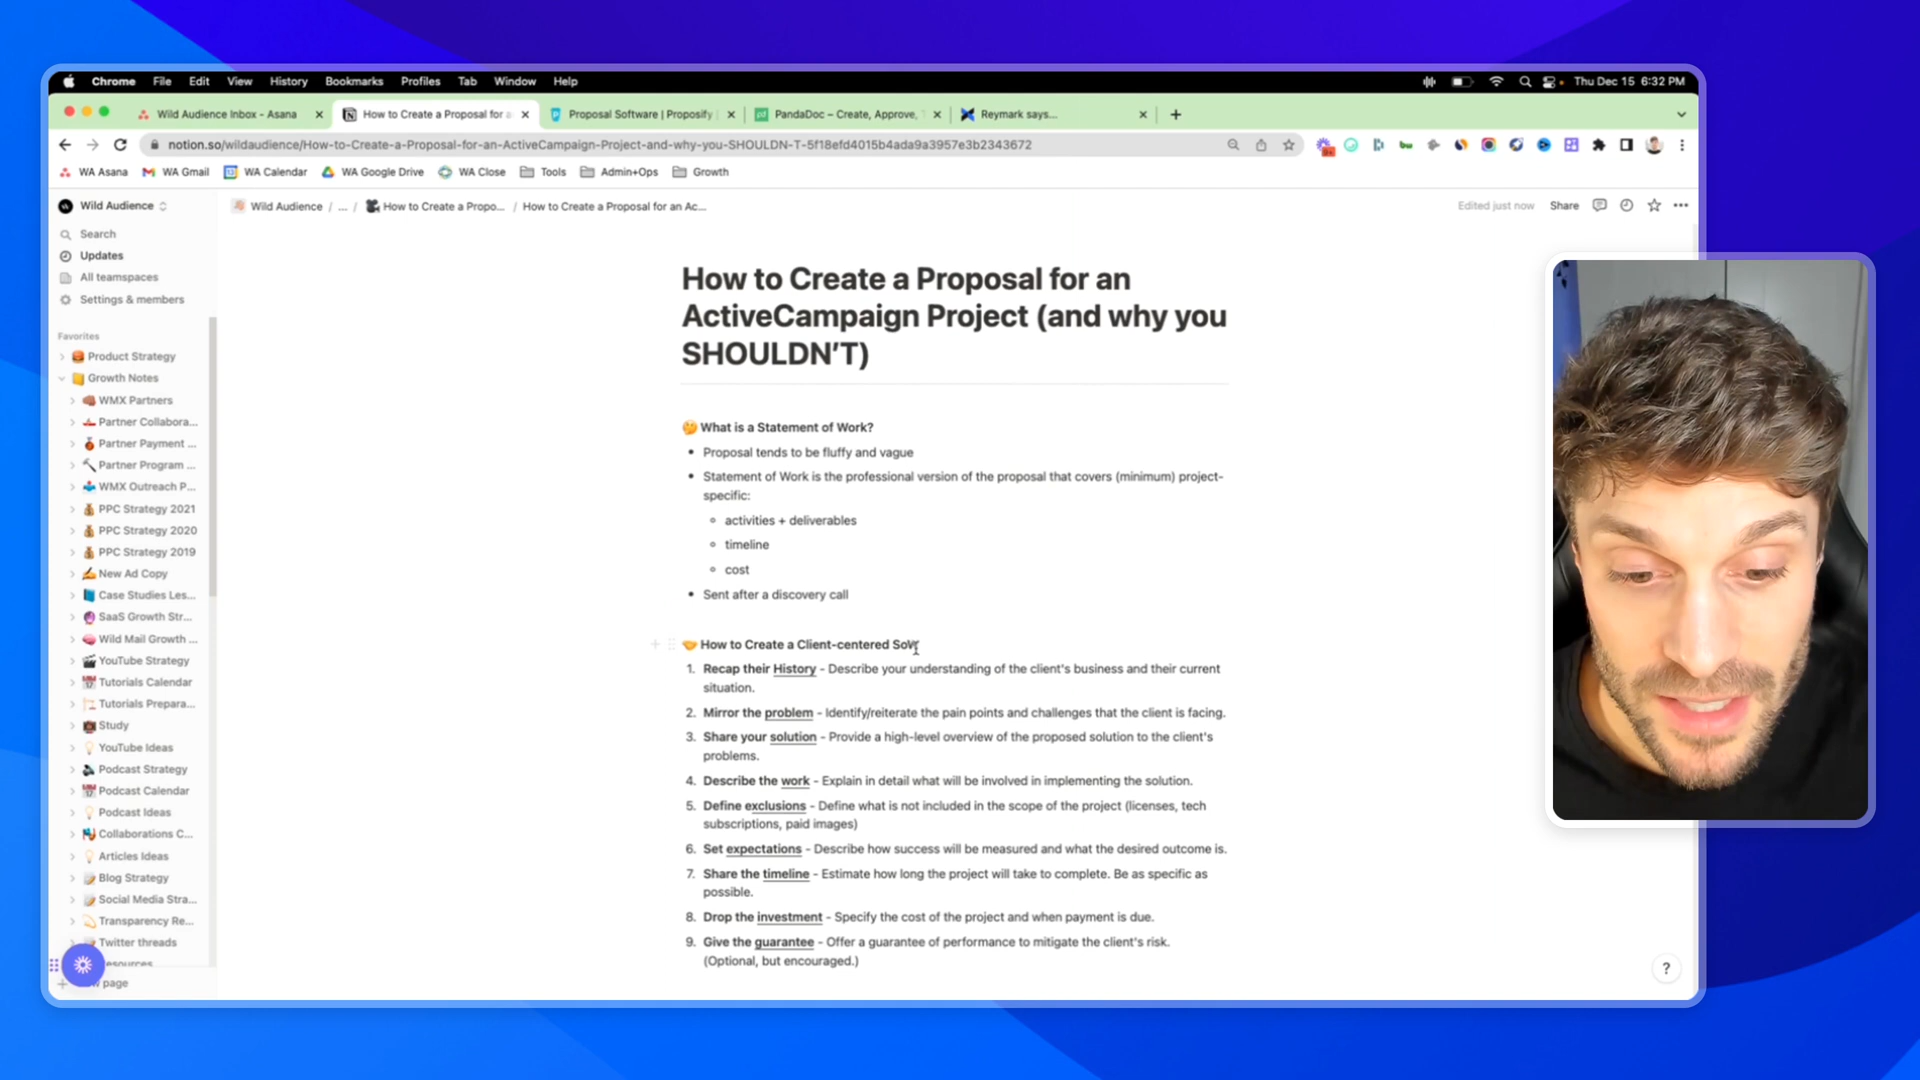 Chrome File Edit View History Bookmarks Profiles Tab Window Help Thu Dec 15 6:32 PM
Wild Audience Inbox - Asana How to Create a Proposal for a Proposal Software | Proposify PandaDoc – Create, Approve, Reymark says...
notion.so/wildaudience/How-to-Create-a-Proposal-for-an-ActiveCampaign-Project-and-why-you-SHOULDN-T-5f18efd4015b4ada9a3957e3b2343672
WA Asana WA Gmail WA Calendar WA Google Drive WA Close Tools Admin+Ops Growth
Wild Audience
Wild Audience / ... / How to Create a Propo... / How to Create a Proposal for an Ac... Edited just now Share
Search
Updates
All teamspaces
Settings & members
Favorites
Product Strategy
Growth Notes
WMX Partners
Partner Collabora...
Partner Payment ...
Partner Program ...
WMX Outreach P...
PPC Strategy 2021
PPC Strategy 2020
PPC Strategy 2019
New Ad Copy
Case Studies Les...
SaaS Growth Str...
Wild Mail Growth ...
YouTube Strategy
Tutorials Calendar
Tutorials Prepara...
Study
YouTube Ideas
Podcast Strategy
Podcast Calendar
Podcast Ideas
Collaborations C...
Articles Ideas
Blog Strategy
Social Media Stra...
Transparency Re...
Twitter threads
page
How to Create a Proposal for an
ActiveCampaign Project (and why you
SHOULDN'T)
🤔 What is a Statement of Work?
• Proposal tends to be fluffy and vague
• Statement of Work is the professional version of the proposal that covers (minimum) project-
specific:
◦ activities + deliverables
◦ timeline
◦ cost
• Sent after a discovery call
🤝 How to Create a Client-centered SoW
1. Recap their History - Describe your understanding of the client's business and their current
situation.
2. Mirror the problem - Identify/reiterate the pain points and challenges that the client is facing.
3. Share your solution - Provide a high-level overview of the proposed solution to the client's
problems.
4. Describe the work - Explain in detail what will be involved in implementing the solution.
5. Define exclusions - Define what is not included in the scope of the project (licenses, tech
subscriptions, paid images)
6. Set expectations - Describe how success will be measured and what the desired outcome is.
7. Share the timeline - Estimate how long the project will take to complete. Be as specific as
possible.
8. Drop the investment - Specify the cost of the project and when payment is due.
9. Give the guarantee - Offer a guarantee of performance to mitigate the client's risk.
(Optional, but encouraged.)
?